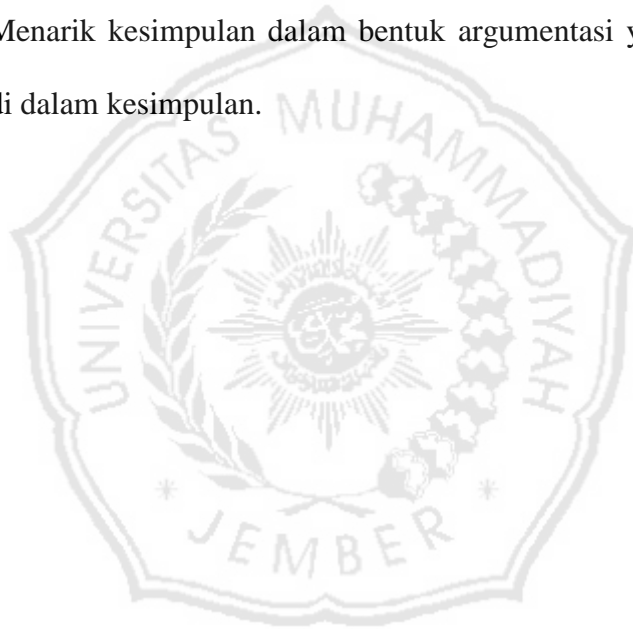 Menarik kesimpulan dalam bentuk argumentasi y
di dalam kesimpulan.
UNIVERSITAS MUHAMMADIYAH
JEMBER